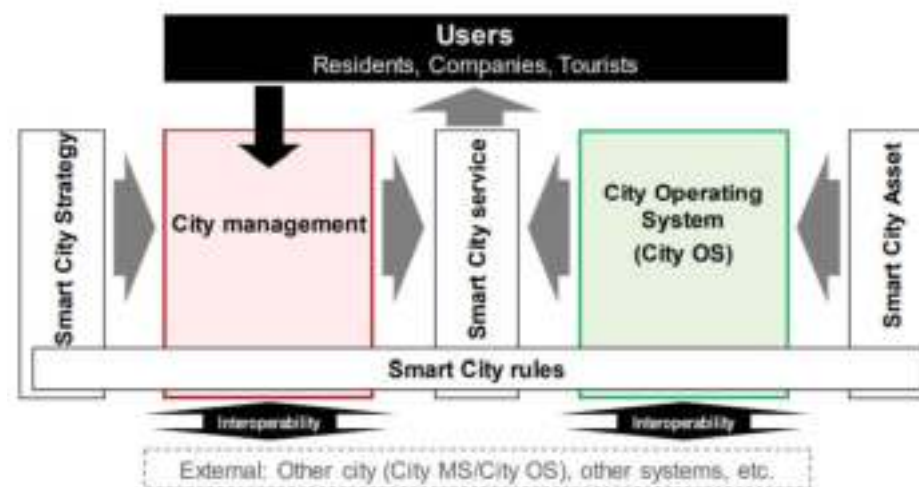 Users
Residents, Companies, Tourists
Smart City Strategy
City management
Smart City service
City Operating
System
(City OS)
Smart City Asset
Smart City rules
Interoperability
Interoperability
External: Other city (City MS/City OS), other systems, etc.